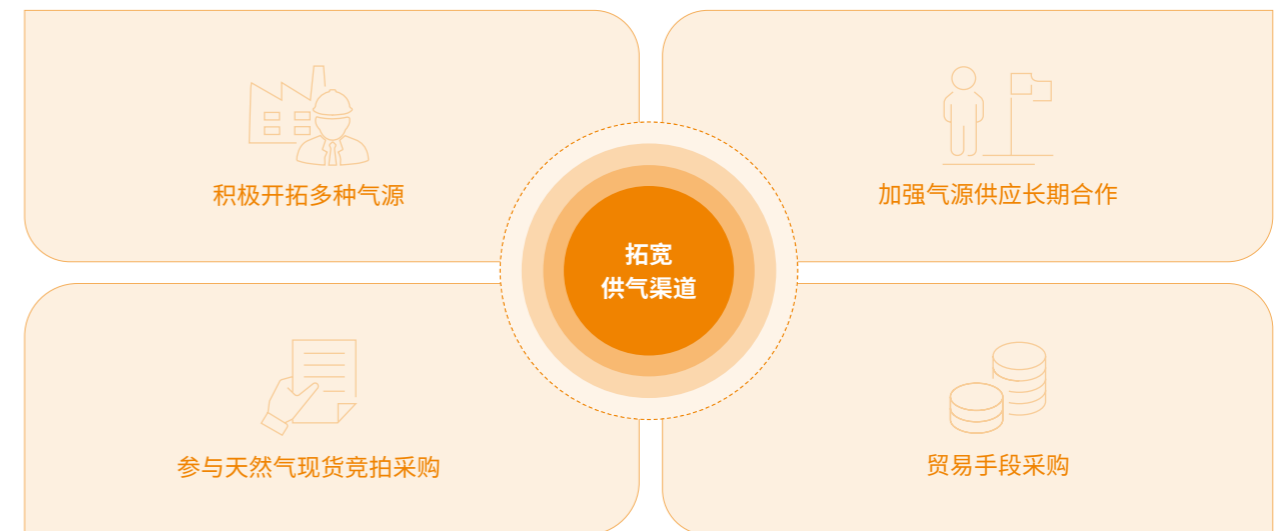 积极开拓多种气源
加强气源供应长期合作
拓宽
供气渠道
参与天然气现货竞拍采购
贸易手段采购